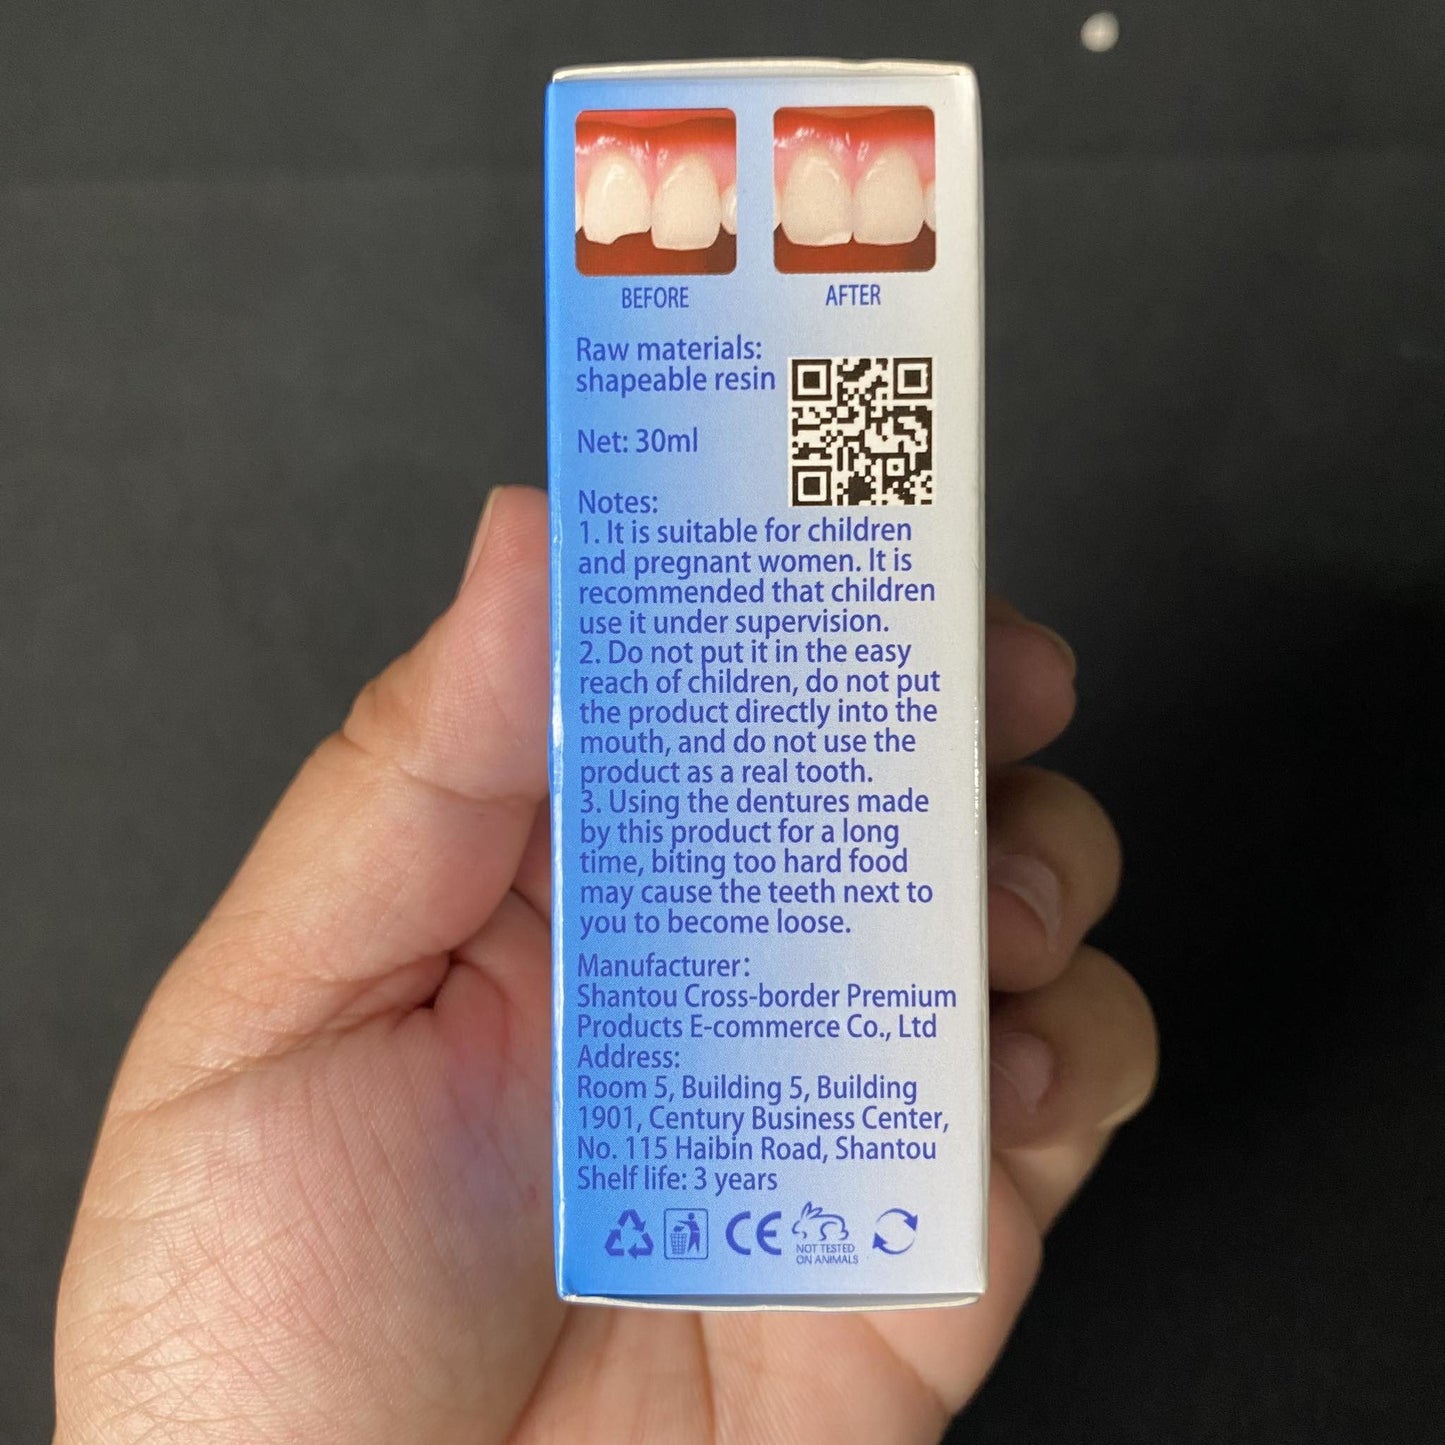 BEFORE
AFTER
Raw materials:
shapeable resin
Net: 30ml
Notes:
1. It is suitable for children
and pregnant women. It is
recommended that children
use it under supervision.
2. Do not put it in the easy
reach of children, do not put
the product directly into the
mouth, and do not use the
product as a real tooth.
3. Using the dentures made
by this product for a long
time, biting too hard food
may cause the teeth next to
you to become loose.
Manufacturer:
Shantou Cross-border Premium
Products E-commerce Co., Ltd
Address:
Room 5, Building 5, Building
1901, Century Business Center,
No. 115 Haibin Road, Shantou
Shelf life: 3 years
CE
NOT TESTED
ON ANIMALS